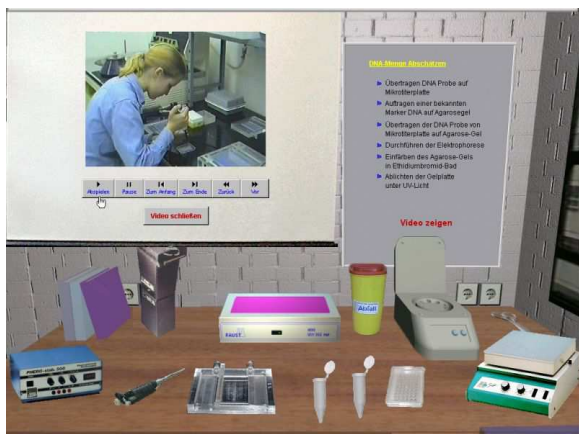 DNA-Menge Abschätzen
Übertragen DNA Probe auf
Mikrotiterplatte
Auftragen einer bekannten
Marker DNA auf Agarosegel
Übertragen der DNA Probe von
Mikrotiterplatte auf Agarose-Gel
Durchführen der Elektrophorese
Einfärben des Agarose-Gels
in Ethidiumbromid-Bad
Ablichten der Gelplatte
unter UV-Licht
Abspielen Pause Zum Anfang Zum Ende Zurück Vor
Video schließen
Video zeigen
Abfall
FAUST